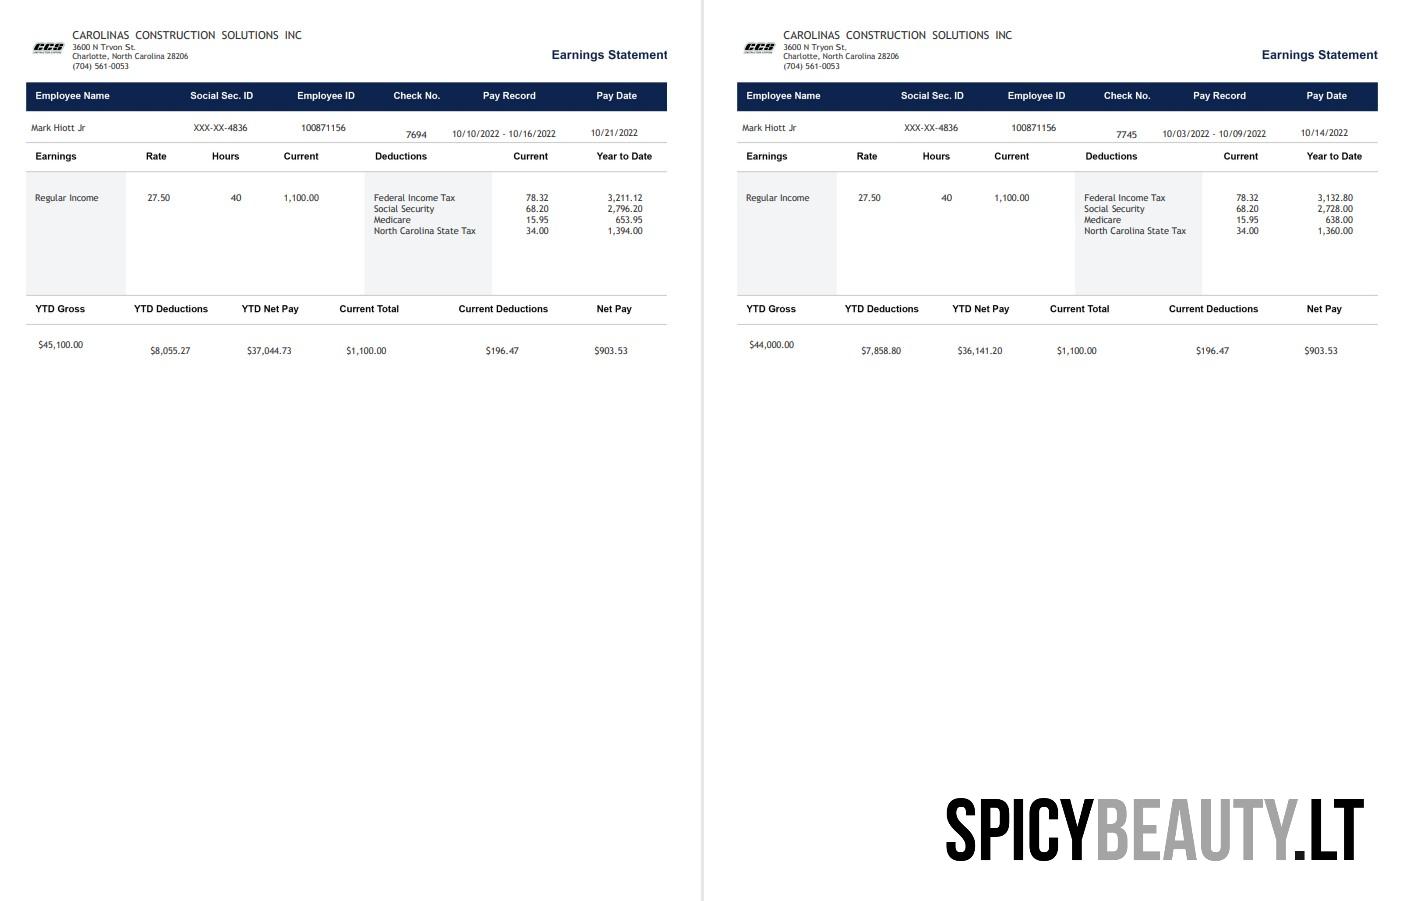 CAROLINAS CONSTRUCTION SOLUTIONS INC
CCS
3600 N Tryon St.
Charlotte, North Carolina 28206
(704) 561-0053
Earnings Statement
Employee Name Social Sec. ID Employee ID Check No. Pay Record Pay Date
Mark Hiott Jr XXX-XX-4836 100871156 7694 10/10/2022 - 10/16/2022 10/21/2022
Earnings Rate Hours Current Deductions Current Year to Date
Regular Income 27.50 40 1,100.00 Federal Income Tax 78.32 3,211.12
Social Security 68.20 2,796.20
Medicare 15.95 653.95
North Carolina State Tax 34.00 1,394.00
YTD Gross YTD Deductions YTD Net Pay Current Total Current Deductions Net Pay
$45,100.00 $8,055.27 $37,044.73 $1,100.00 $196.47 $903.53
CAROLINAS CONSTRUCTION SOLUTIONS INC
CCS
3600 N Tryon St.
Charlotte, North Carolina 28206
(704) 561-0053
Earnings Statement
Employee Name Social Sec. ID Employee ID Check No. Pay Record Pay Date
Mark Hiott Jr XXX-XX-4836 100871156 7745 10/03/2022 - 10/09/2022 10/14/2022
Earnings Rate Hours Current Deductions Current Year to Date
Regular Income 27.50 40 1,100.00 Federal Income Tax 78.32 3,132.80
Social Security 68.20 2,728.00
Medicare 15.95 638.00
North Carolina State Tax 34.00 1,360.00
YTD Gross YTD Deductions YTD Net Pay Current Total Current Deductions Net Pay
$44,000.00 $7,858.80 $36,141.20 $1,100.00 $196.47 $903.53
SPICYBEAUTY.LT